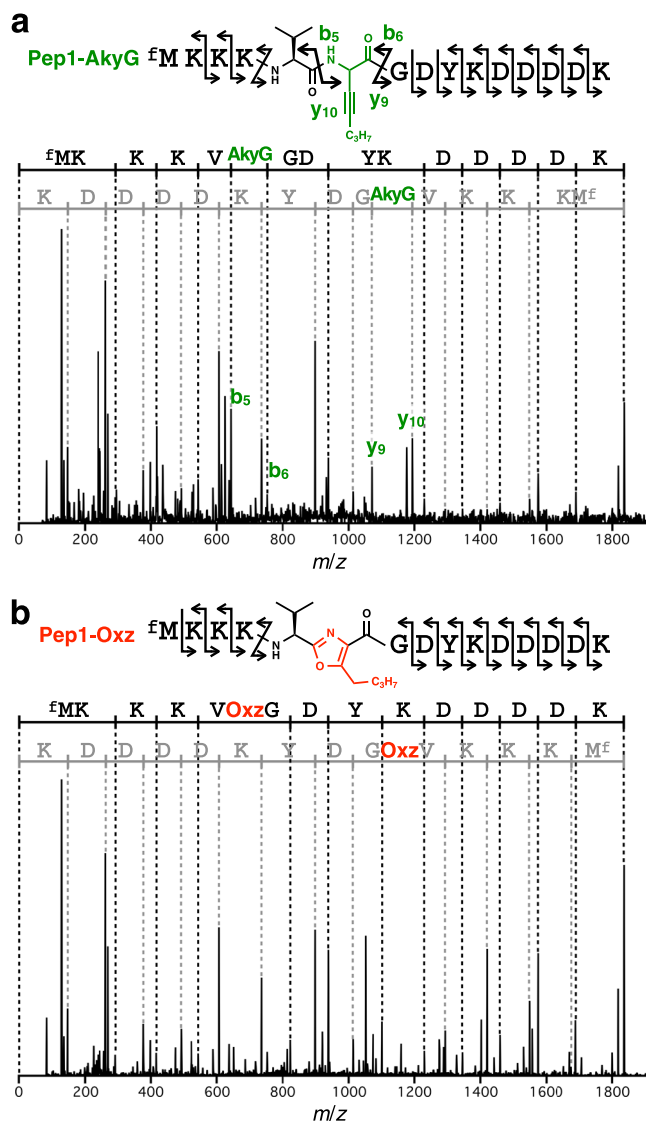 a
Pep1-AkyG
fM K K K N H O N H O G D Y K D D D D K
b5 b6
y10 y9
C3H7
fMK K K V AkyG GD YK D D D D K
K D D D D K Y D G AkyG V K K KMf
b5
b6
y9
y10
0 200 400 600 800 1000 1200 1400 1600 1800
m/z
b
Pep1-Oxz
fM K K K N H N O O G D Y K D D D D K
C3H7
fMK K K VOxzG D Y K D D D D K
K D D D D K Y D GOxzV K K K Mf
0 200 400 600 800 1000 1200 1400 1600 1800
m/z